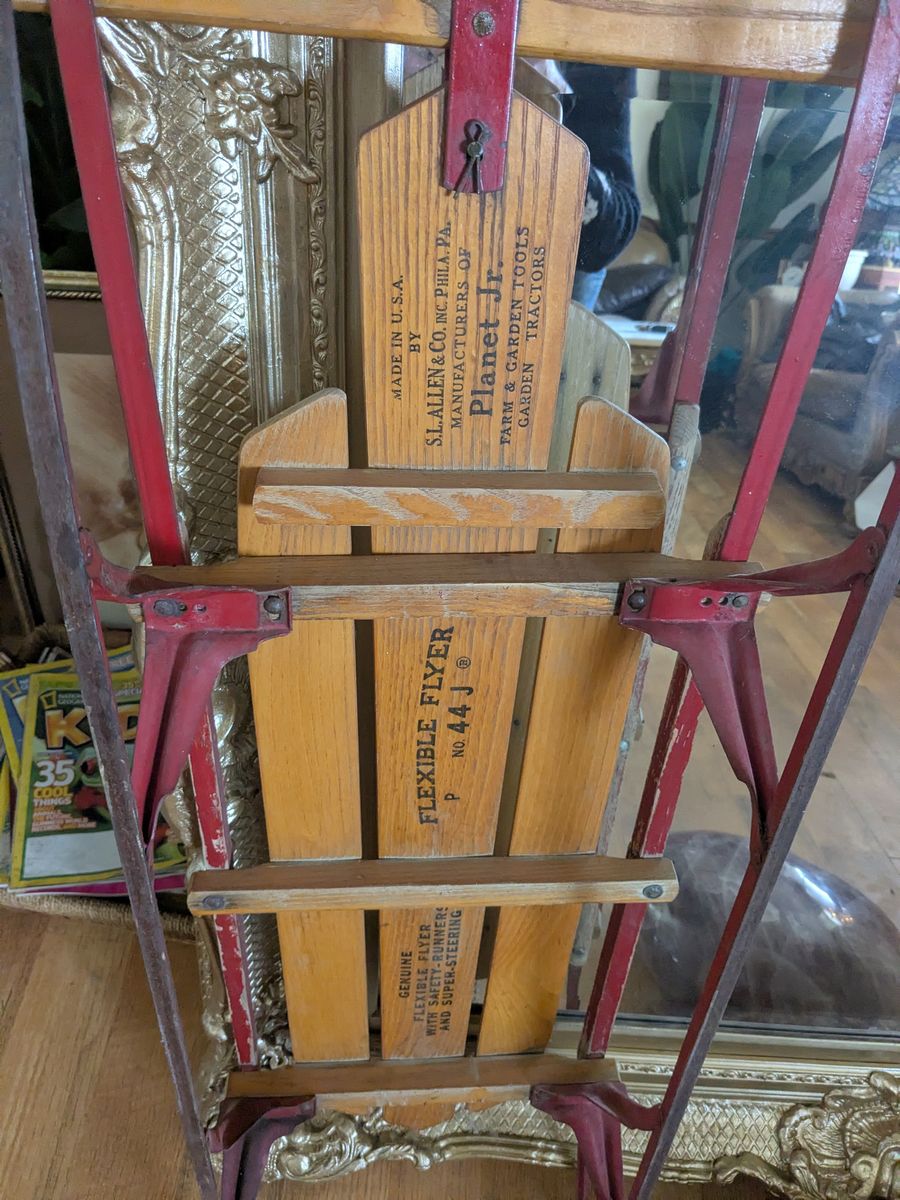 MADE IN U.S.A.
BY
S.L. ALLEN & CO. INC. PHILA. PA.
MANUFACTURERS OF
Planet Jr.
FARM & GARDEN TOOLS
GARDEN TRACTORS
FLEXIBLE FLYER
P NO. 44 J ®
GENUINE
FLEXIBLE FLYER
WITH SAFETY-RUNNERS
AND SUPER-STEERING
35
COOL
THINGS